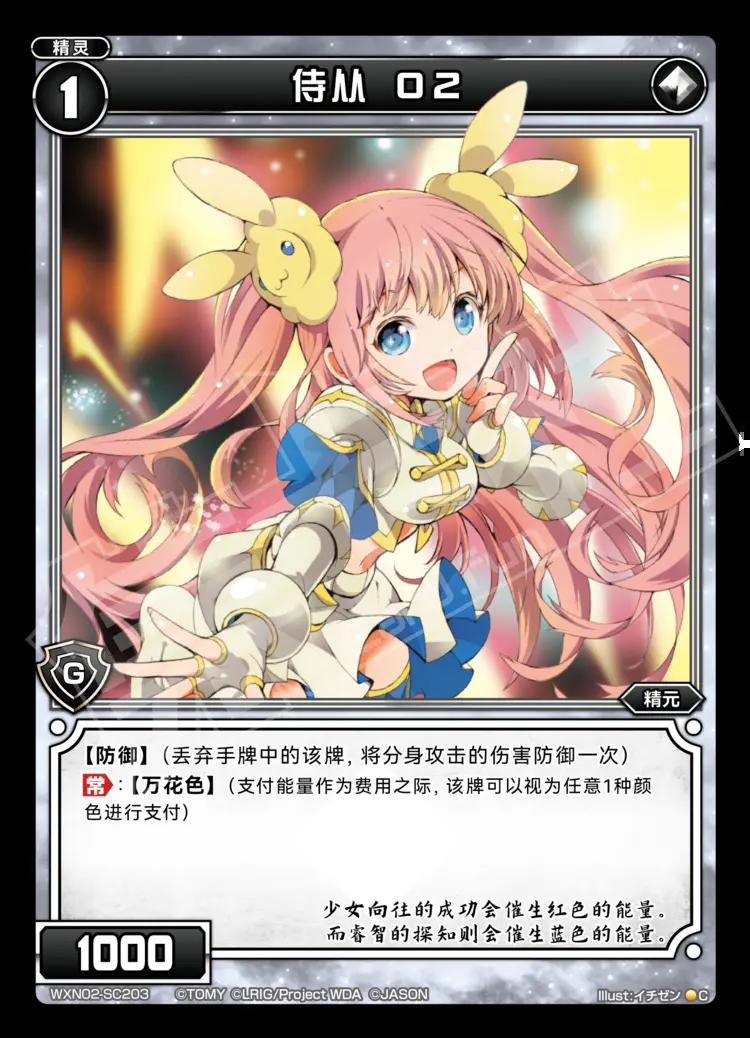 精灵
1
侍从 O2
G
精元
【防御】（丢弃手牌中的该牌，将分身攻击的伤害防御一次）
常：【万花色】（支付能量作为费用之际，该牌可以视为任意1种颜
色进行支付）
少女向往的成功会催生红色的能量。
而睿智的探知则会催生蓝色的能量。
1000
WXN02-SC203 ©TOMY ©LRIG/Project WDA ©JASON
Illust:イチゼン C